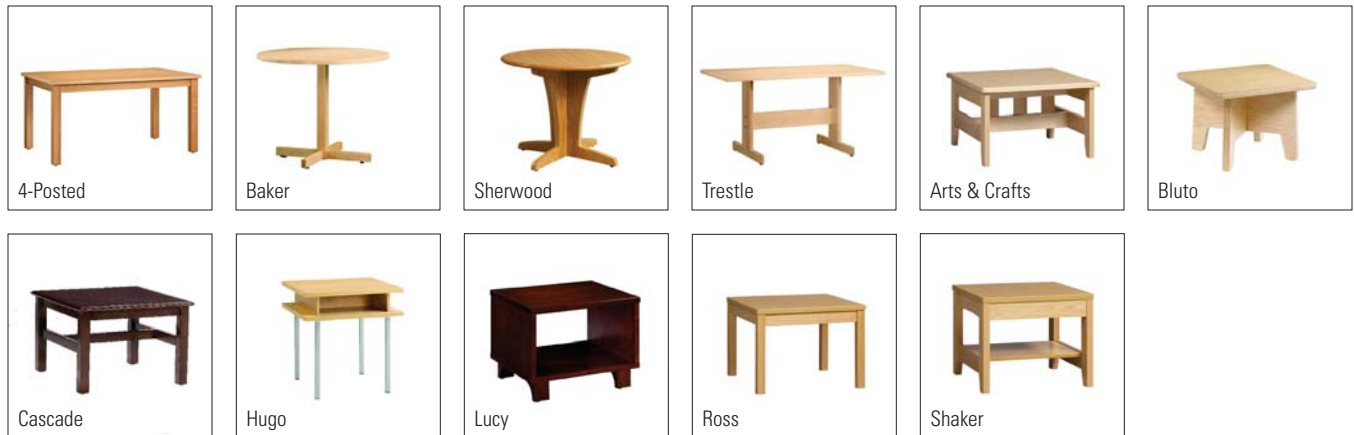 4-Posted
Baker
Sherwood
Trestle
Arts & Crafts
Bluto
Cascade
Hugo
Lucy
Ross
Shaker